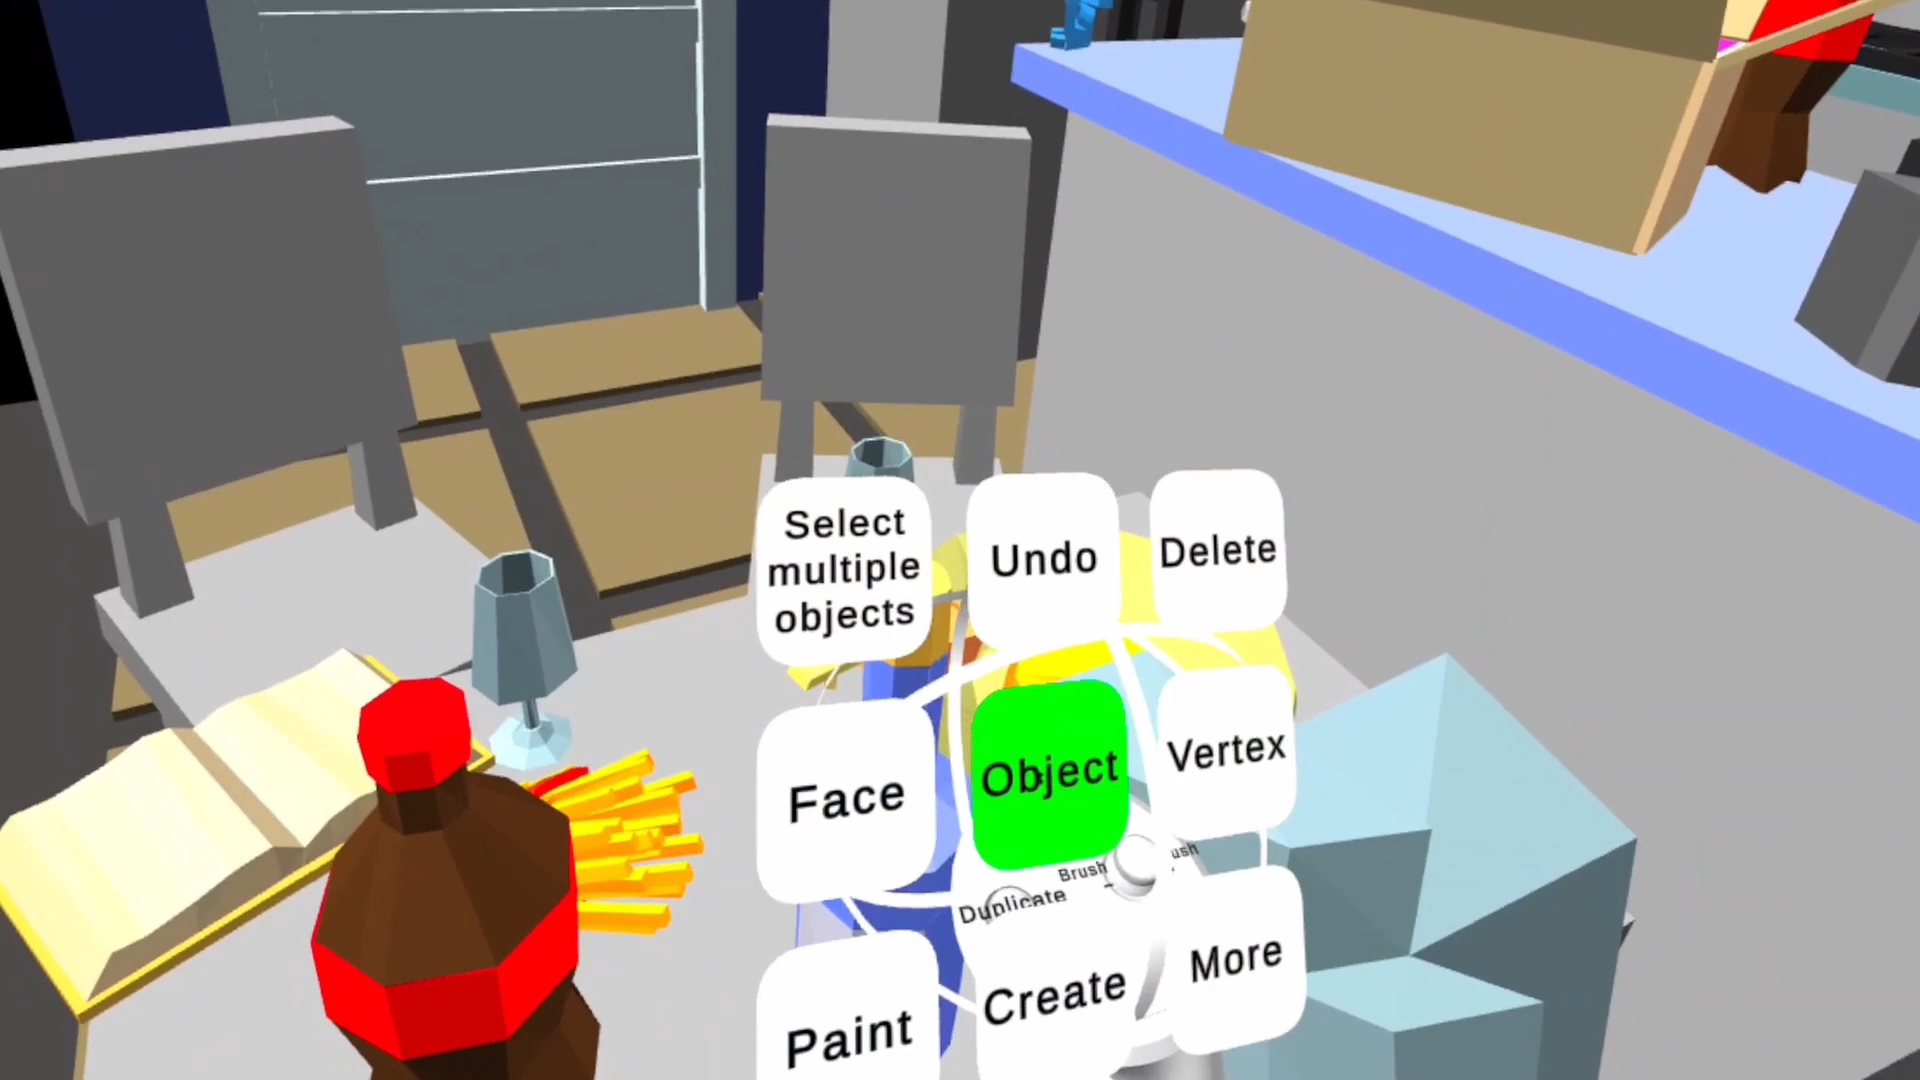 Select
multiple
objects
Undo
Delete
Face
Object
Vertex
Brush
Duplicate
Paint
Create
More